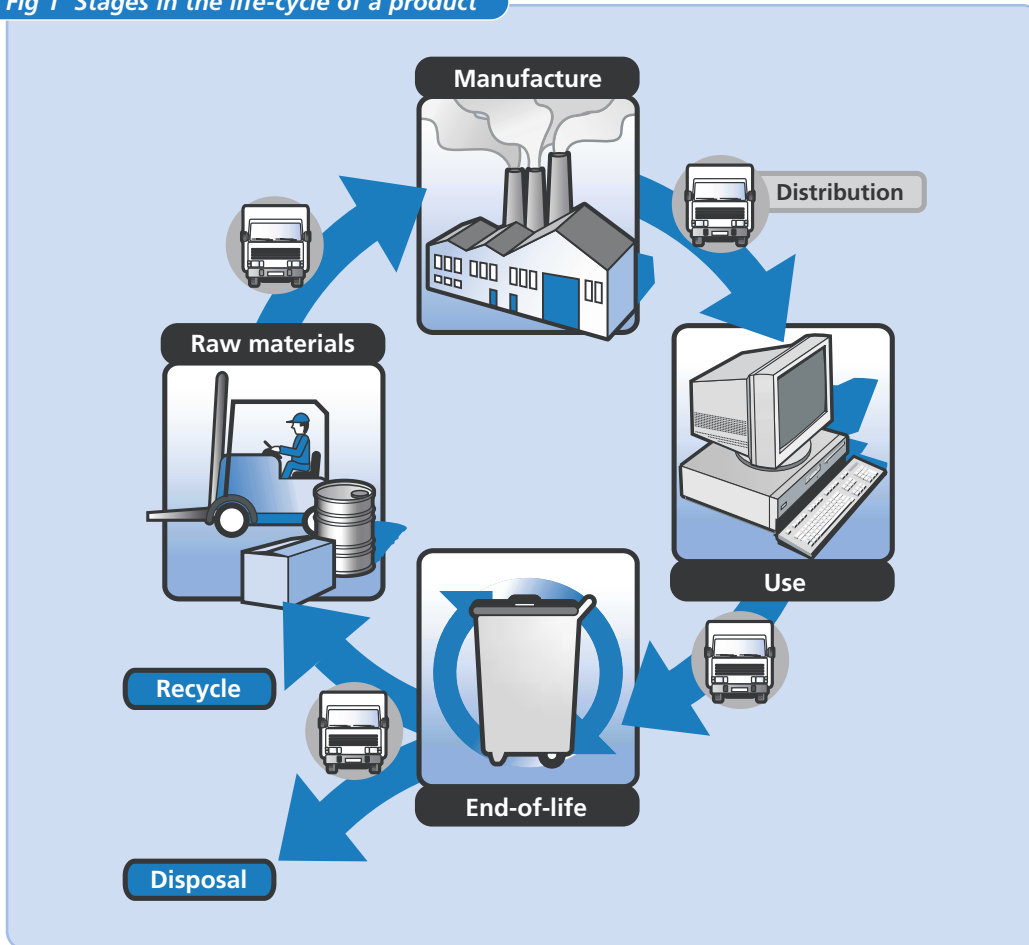 Fig 1 Stages in the life-cycle of a product
Manufacture
Distribution
Raw materials
Use
Recycle
End-of-life
Disposal